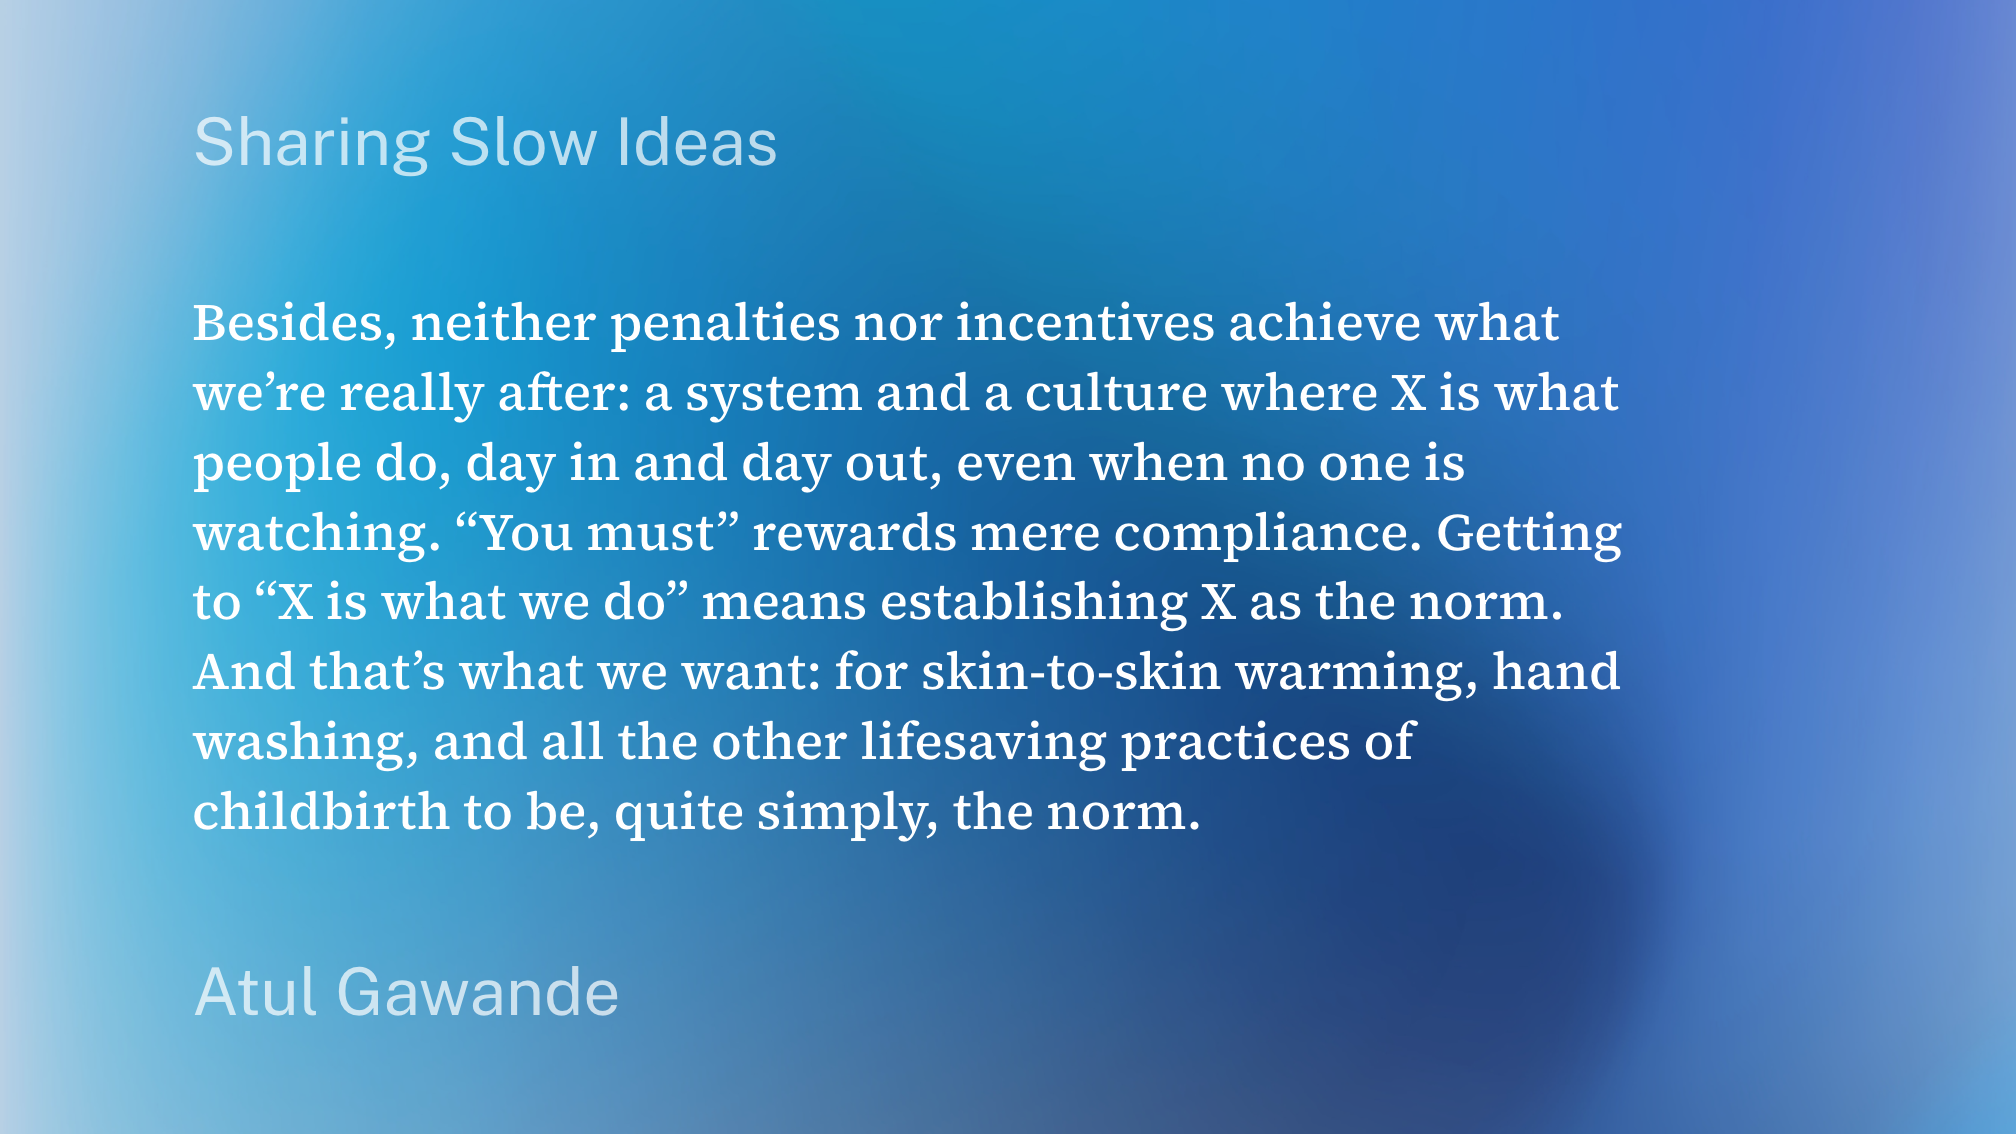 Sharing Slow Ideas
Besides, neither penalties nor incentives achieve what
we’re really after: a system and a culture where X is what
people do, day in and day out, even when no one is
watching. “You must” rewards mere compliance. Getting
to “X is what we do” means establishing X as the norm.
And that’s what we want: for skin-to-skin warming, hand
washing, and all the other lifesaving practices of
childbirth to be, quite simply, the norm.
Atul Gawande